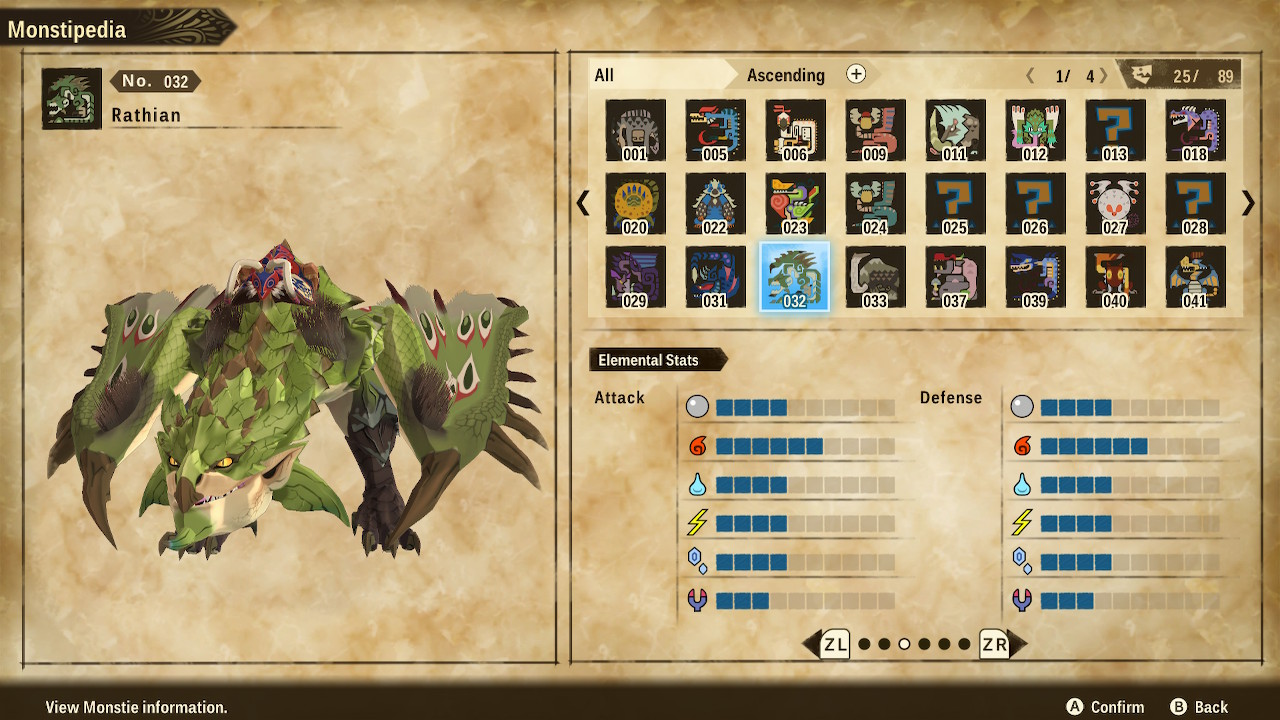 Monstipedia
No. 032
Rathian
All
Ascending
1/ 4
25/ 89
001 005 006 009 011 012 013 018
020 022 023 024 025 026 027 028
029 031 032 033 037 039 040 041
Elemental Stats
Attack
Defense
ZL
ZR
View Monstie information.
A Confirm
B Back